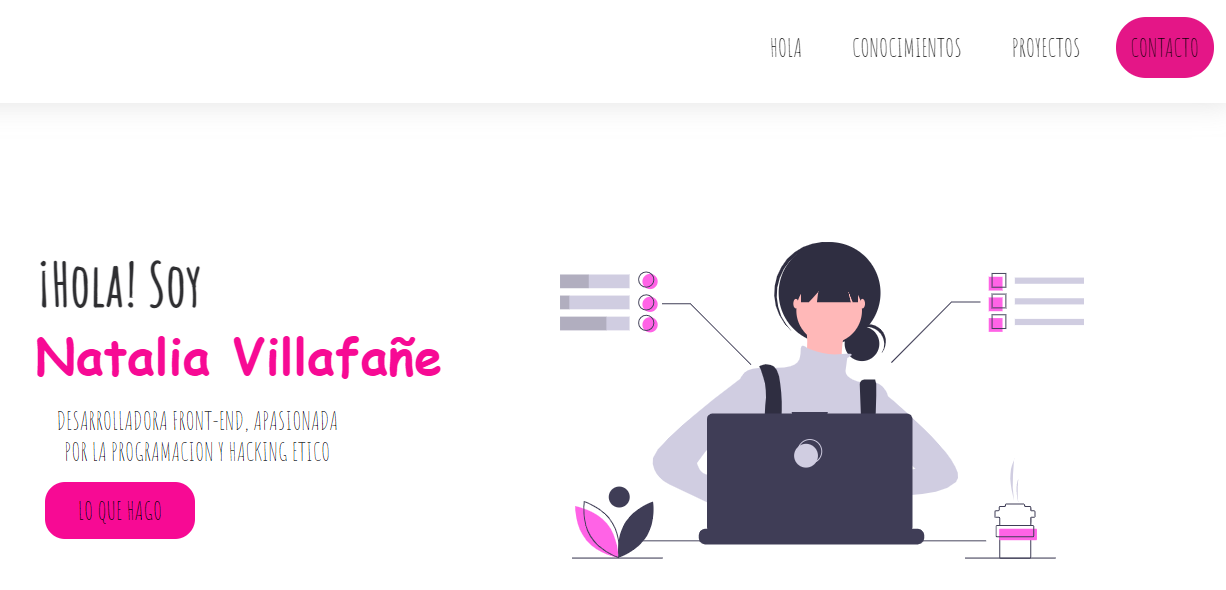 HOLA
CONOCIMIENTOS
PROYECTOS
CONTACTO
¡Hola! Soy
Natalia Villafañe
DESARROLLADORA FRONT-END, APASIONADA
POR LA PROGRAMACION Y HACKING ETICO
LO QUE HAGO